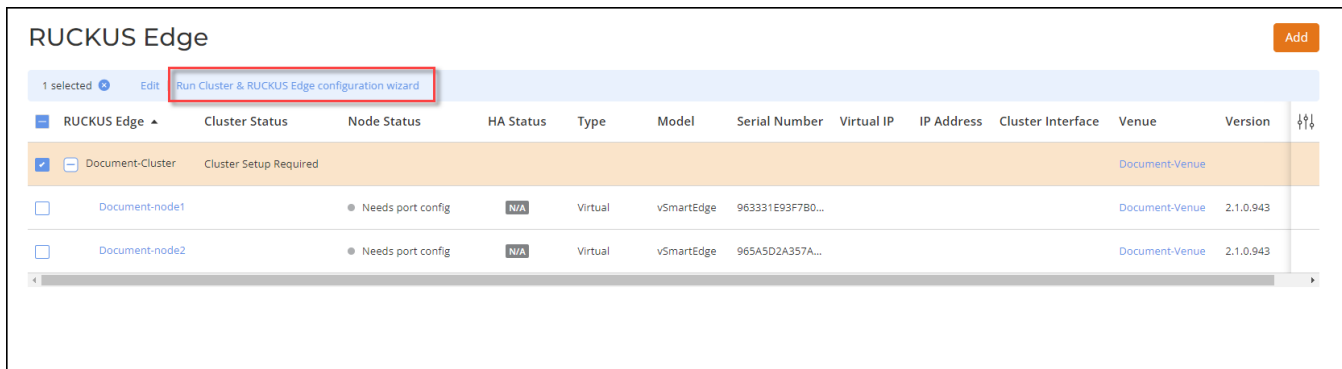 RUCKUS Edge
Add
1 selected Edit Run Cluster & RUCKUS Edge configuration wizard
RUCKUS Edge Cluster Status Node Status HA Status Type Model Serial Number Virtual IP IP Address Cluster Interface Venue Version
Document-Cluster Cluster Setup Required Document-Venue
Document-node1 Needs port config N/A Virtual vSmartEdge 963331E93F7B0... Document-Venue 2.1.0.943
Document-node2 Needs port config N/A Virtual vSmartEdge 965A5D2A357A... Document-Venue 2.1.0.943